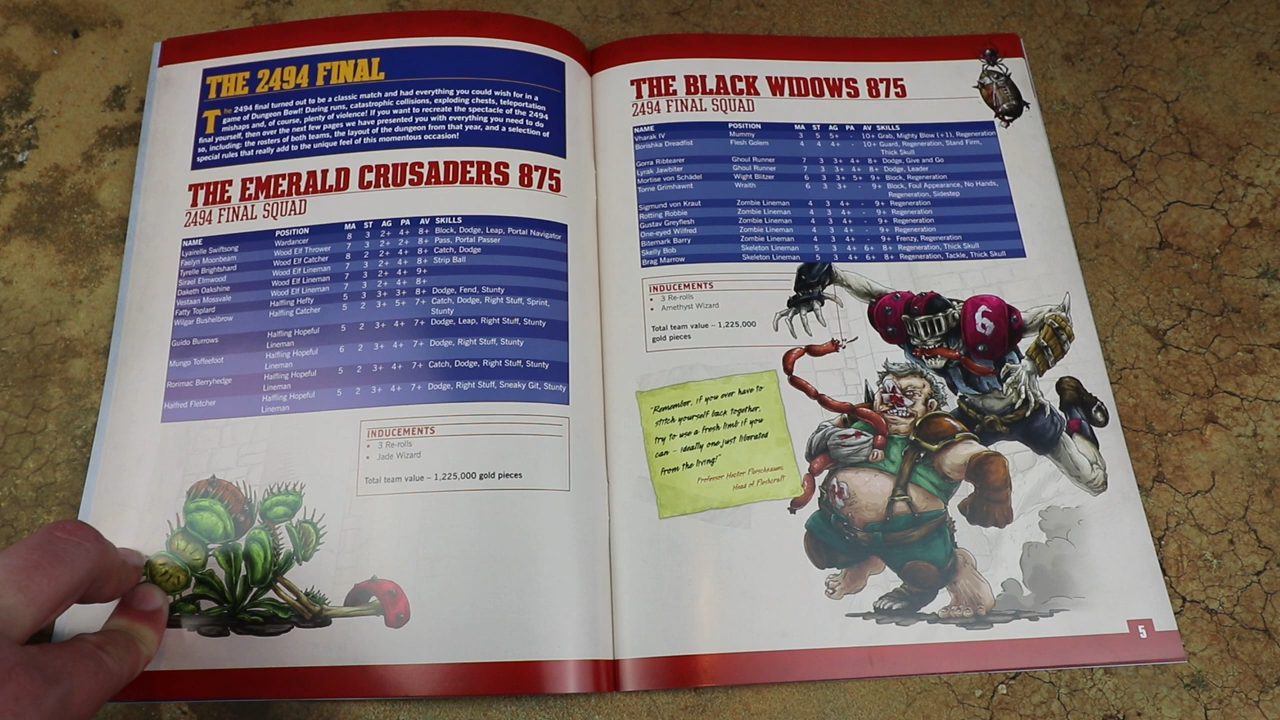 THE 2494 FINAL
The 2494 final turned out to be a classic match and had everything you could wish for in a
game of Dungeon Bowl! Daring runs, catastrophic collisions, exploding chests, teleportation
mishaps and, of course, plenty of violence! If you want to recreate the spectacle of the 2494
final yourself, then over the next few pages we have presented you with everything you need to do
so, including: the rosters of both teams, the layout of the dungeon from that year, and a selection of
special rules that really add to the unique feel of this momentous occasion!
THE EMERALD CRUSADERS 875
2494 FINAL SQUAD
NAME POSITION MA ST AG PA AV SKILLS
Lyairelle Swiftsong Wardancer 8 3 2+ 4+ 8+ Block, Dodge, Leap, Portal Navigator
Faelyn Moonbeam Wood Elf Thrower 7 3 2+ 2+ 8+ Pass, Portal Passer
Tyrelle Brightshard Wood Elf Catcher 8 2 2+ 4+ 8+ Catch, Dodge
Sirael Elmwood Wood Elf Lineman 7 3 2+ 4+ 8+ Strip Ball
Daketh Oakshine Wood Elf Lineman 7 3 2+ 4+ 9+
Vestaan Mossvale Wood Elf Lineman 7 3 2+ 4+ 8+
Fatty Toplard Halfling Hefty 5 3 3+ 3+ 8+ Dodge, Fend, Stunty
Wilgar Bushelbrow Halfling Catcher 5 2 3+ 5+ 7+ Catch, Dodge, Right Stuff, Sprint,
Stunty
Guido Burrows Halfling Hopeful 5 2 3+ 4+ 7+ Dodge, Leap, Right Stuff, Stunty
Lineman
Mungo Toffeefoot Halfling Hopeful 6 2 3+ 4+ 7+ Dodge, Right Stuff, Stunty
Lineman
Rorimac Berryhedge Halfling Hopeful 5 2 3+ 4+ 7+ Catch, Dodge, Right Stuff, Stunty
Lineman
Halfred Fletcher Halfling Hopeful 5 2 3+ 4+ 7+ Dodge, Right Stuff, Sneaky Git, Stunty
Lineman
INDUCEMENTS
• 3 Re-rolls
• Jade Wizard
Total team value – 1,225,000 gold pieces
THE BLACK WIDOWS 875
2494 FINAL SQUAD
NAME POSITION MA ST AG PA AV SKILLS
Vharak IV Mummy 3 5 5+ - 10+ Grab, Mighty Blow (+1), Regeneration
Borishka Dreadfist Flesh Golem 4 4 4+ - 10+ Guard, Regeneration, Stand Firm,
Thick Skull
Gorra Ribtearer Ghoul Runner 7 3 3+ 4+ 8+ Dodge, Give and Go
Lyrak Jawbiter Ghoul Runner 7 3 3+ 4+ 8+ Dodge, Leader
Mortise von Schädel Wight Blitzer 6 3 3+ 5+ 9+ Block, Regeneration
Torne Grimhawnt Wraith 6 3 3+ - 9+ Block, Foul Appearance, No Hands,
Regeneration, Sidestep
Sigmund von Kraut Zombie Lineman 4 3 4+ - 9+ Regeneration
Rotting Robbie Zombie Lineman 4 3 4+ - 9+ Regeneration
Gustav Greyflesh Zombie Lineman 4 3 4+ - 9+ Regeneration
One-eyed Wilfred Zombie Lineman 4 3 4+ - 9+ Regeneration
Bitemark Barry Zombie Lineman 4 3 4+ - 9+ Frenzy, Regeneration
Skelly Bob Skeleton Lineman 5 3 4+ 6+ 8+ Regeneration, Thick Skull
Brag Marrow Skeleton Lineman 5 3 4+ 6+ 8+ Regeneration, Tackle, Thick Skull
INDUCEMENTS
• 3 Re-rolls
• Amethyst Wizard
Total team value – 1,225,000
gold pieces
"Remember, if you ever have to
stitch yourself back together,
try to use a fresh limb if you
can – ideally one just liberated
from the living!"
Professor Hector
Head of Fleshcraft
6
5